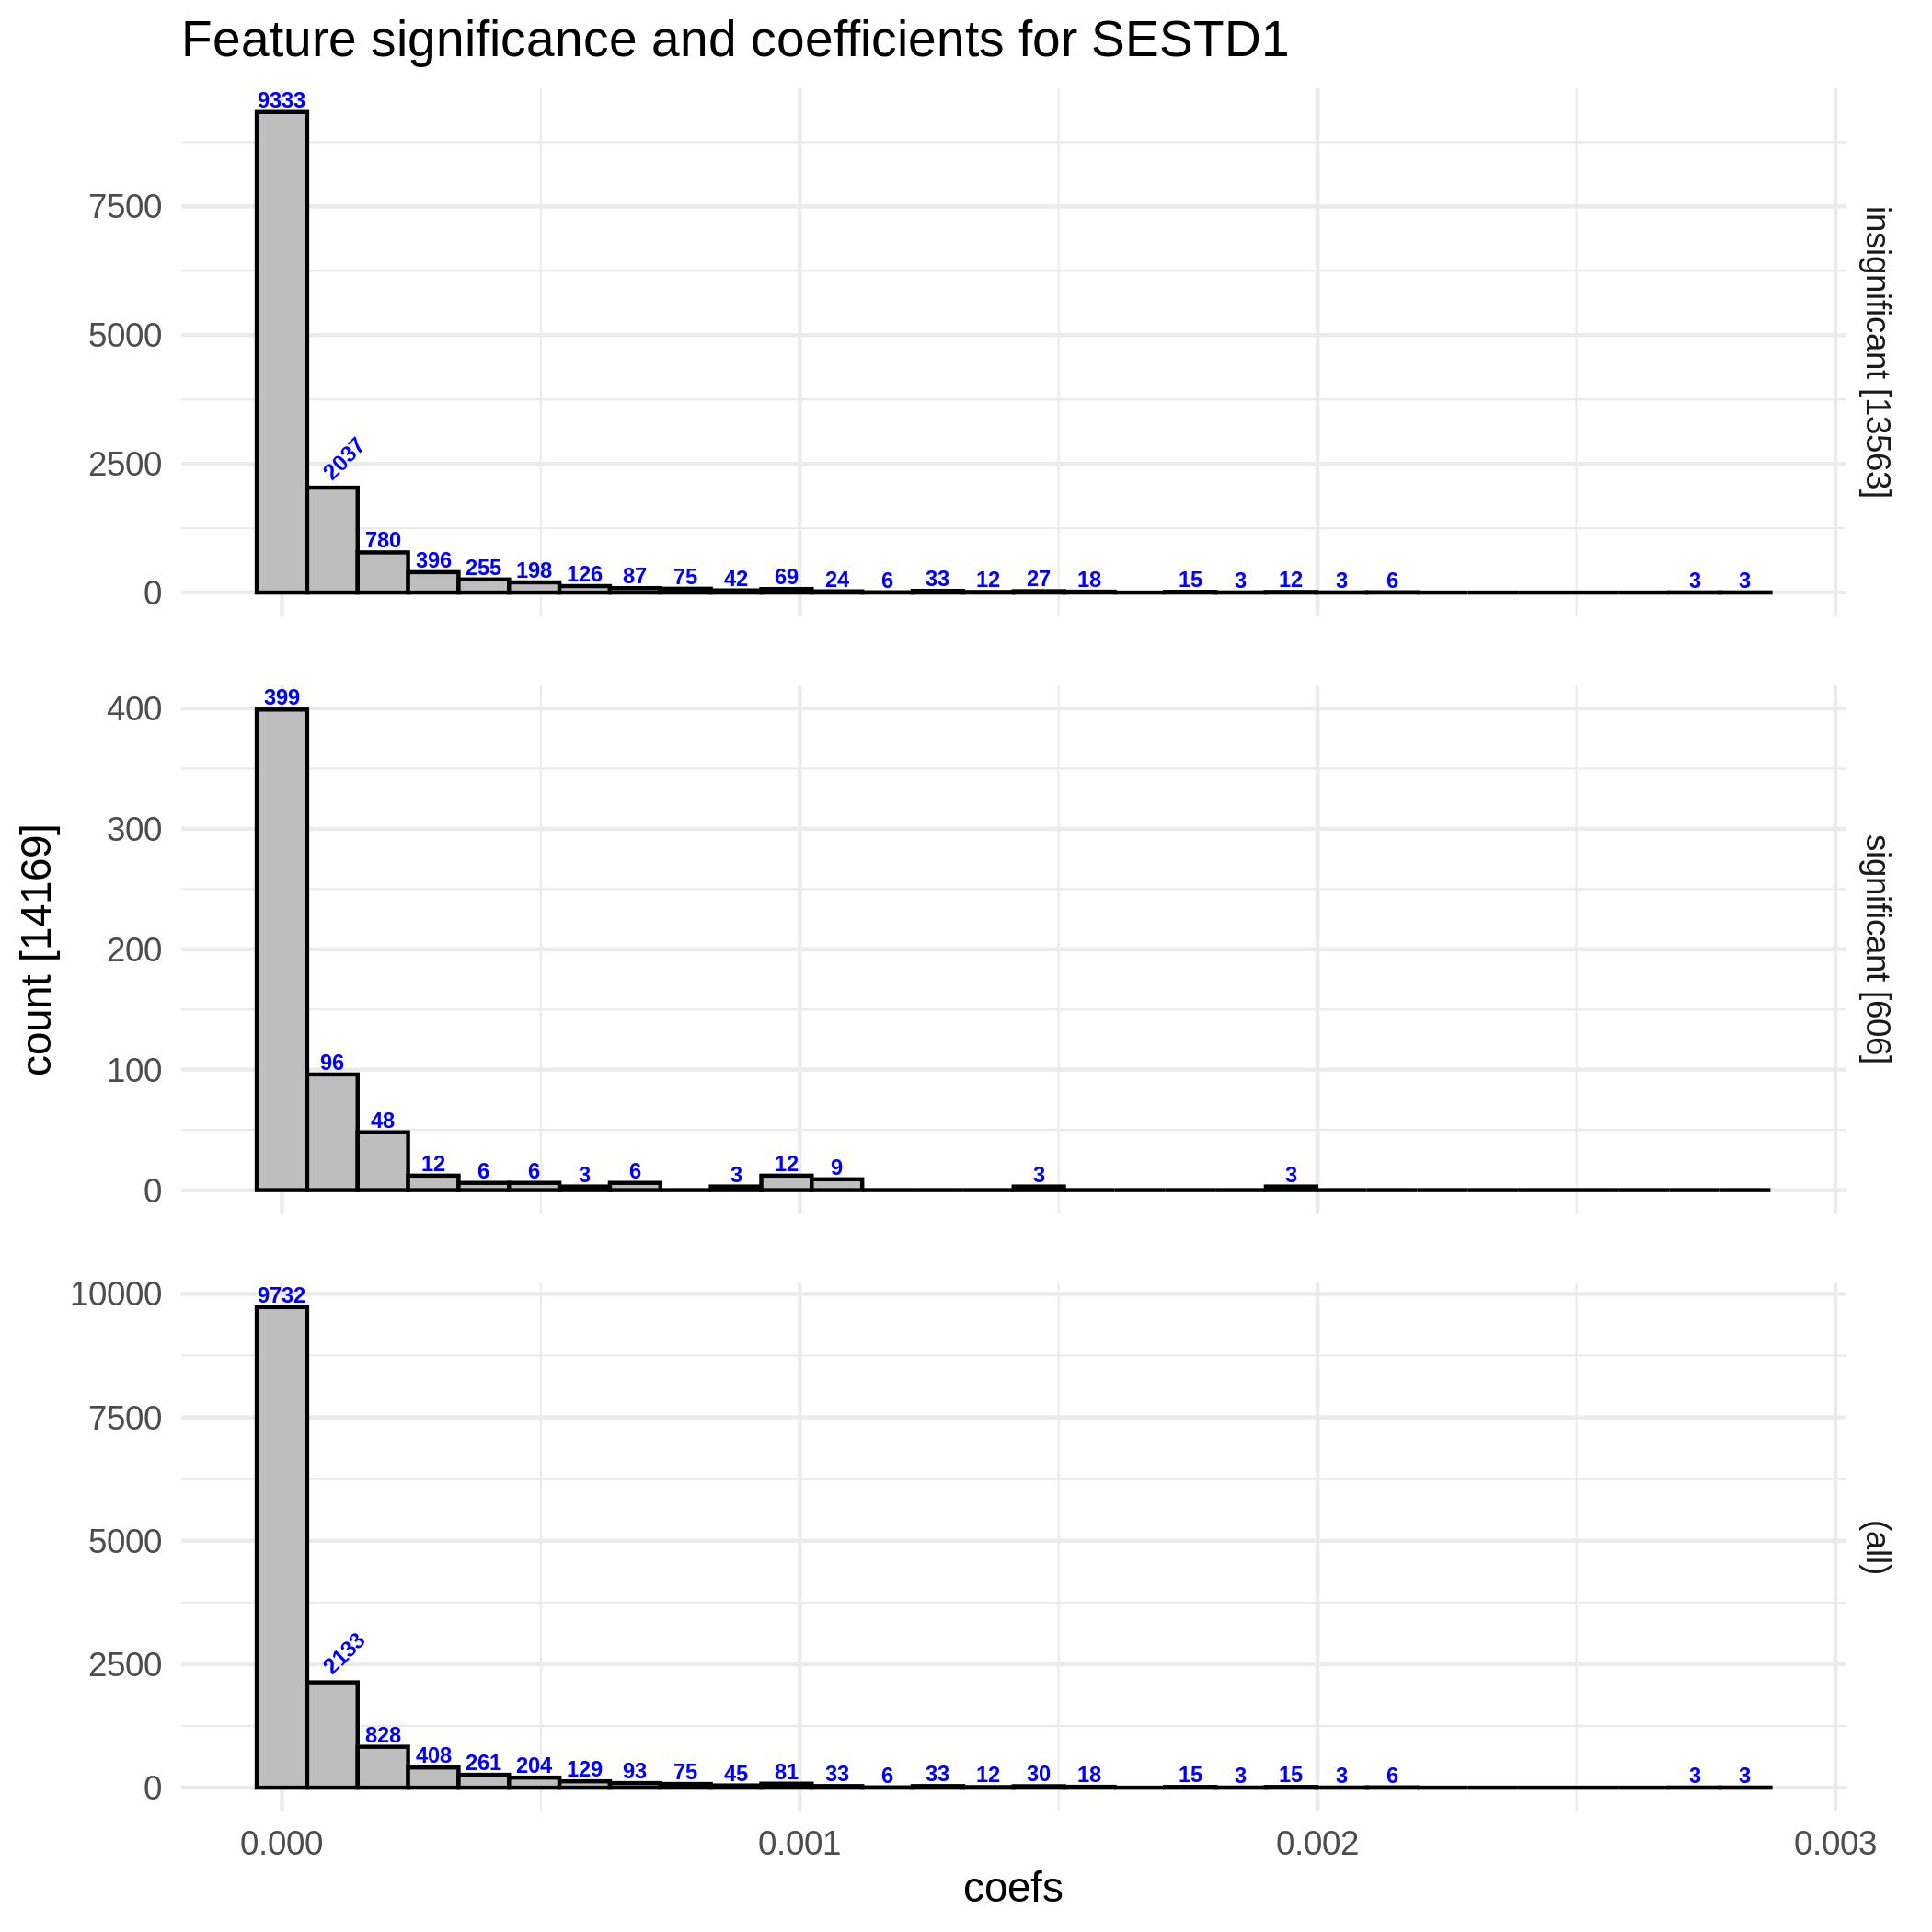 Feature significance and coefficients for SESTD1
9333
7500
5000
2500
0
2037
780 396 255 198 126 87 75 42 69 24 6 33 12 27 18 15 3 12 3 6 3 3
insignificant [13563]
count [14169]
399
400
300
200
100
0
96
48
12 6 6 3 6 3 12 9 3 3
significant [606]
10000
9732
7500
5000
2500
0
2133
828 408 261 204 129 93 75 45 81 33 6 33 12 30 18 15 3 15 3 6 3 3
(all)
0.000 0.001 0.002 0.003
coefs